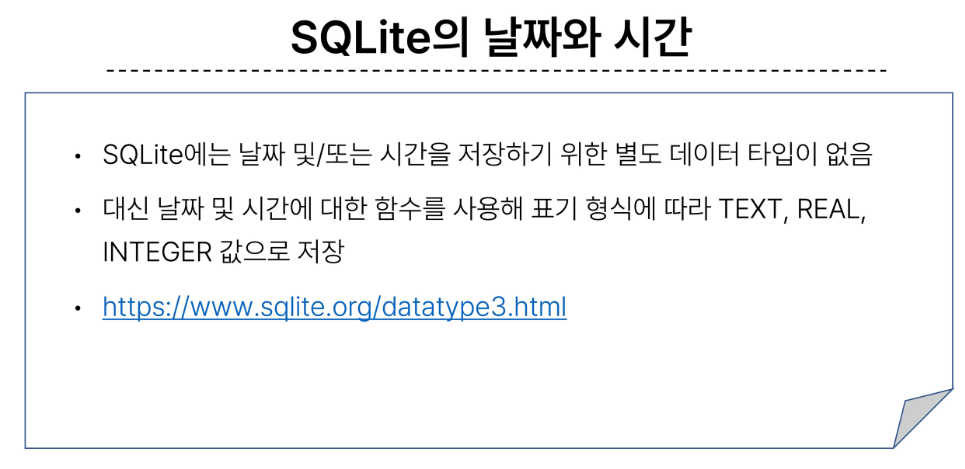 SQLite의 날짜와 시간
• SQLite에는 날짜 및/또는 시간을 저장하기 위한 별도 데이터 타입이 없음
• 대신 날짜 및 시간에 대한 함수를 사용해 표기 형식에 따라 TEXT, REAL,
INTEGER 값으로 저장
• https://www.sqlite.org/datatype3.html